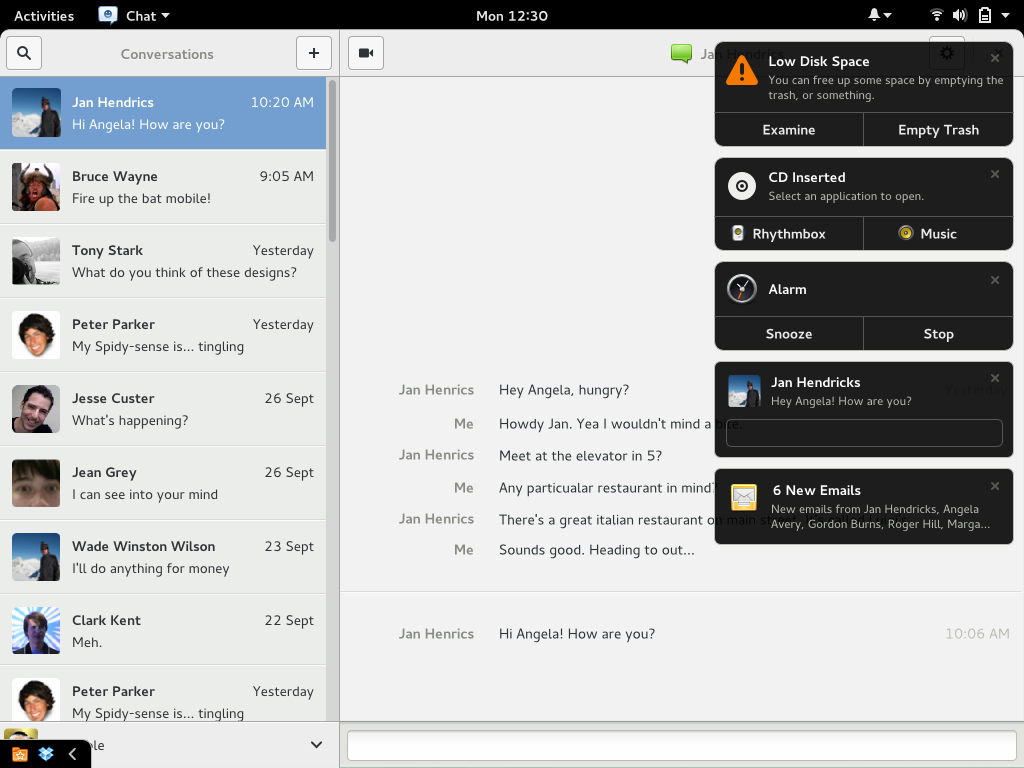 Activities
Chat
Mon 12:30
Conversations
+
Jan Hendrics
10:20 AM
Hi Angela! How are you?
Bruce Wayne
9:05 AM
Fire up the bat mobile!
Tony Stark
Yesterday
What do you think of these designs?
Peter Parker
Yesterday
My Spidy-sense is... tingling
Jesse Custer
26 Sept
What's happening?
Jean Grey
26 Sept
I can see into your mind
Wade Winston Wilson
23 Sept
I'll do anything for money
Clark Kent
22 Sept
Meh.
Peter Parker
Yesterday
My Spidy-sense is... tingling
Jan Hendrics
Yesterday
Jan Henrics
Hey Angela, hungry?
Me
Howdy Jan. Yea I wouldn't mind a bite.
Jan Henrics
Meet at the elevator in 5?
Me
Any particualar restaurant in mind?
Jan Henrics
There's a great italian restaurant on main street.
Me
Sounds good. Heading to out...
Jan Henrics
Hi Angela! How are you?
10:06 AM
Low Disk Space
You can free up some space by emptying the
trash, or something.
Examine
Empty Trash
CD Inserted
Select an application to open.
Rhythmbox
Music
Alarm
Snooze
Stop
Jan Hendricks
Hey Angela! How are you?
6 New Emails
New emails from Jan Hendricks, Angela
Avery, Gordon Burns, Roger Hill, Marga...